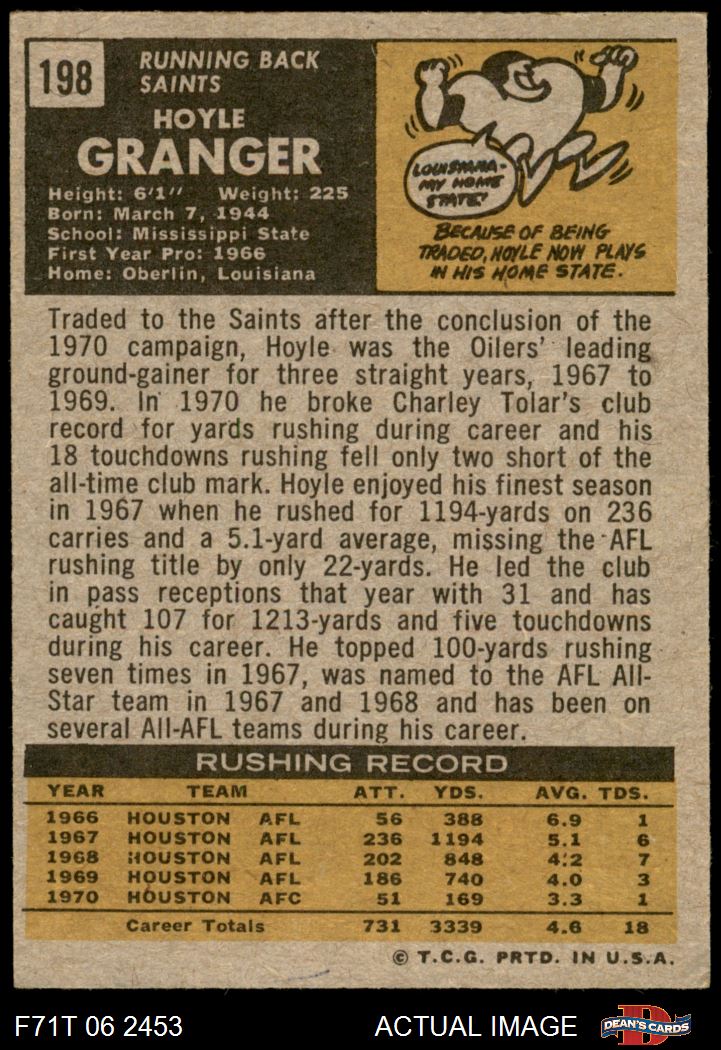 198
RUNNING BACK
SAINTS
HOYLE
GRANGER
Height: 6'1'' Weight: 225
Born: March 7, 1944
School: Mississippi State
First Year Pro: 1966
Home: Oberlin, Louisiana
LOUISIANA-
MY HOME
STATE!
BECAUSE OF BEING
TRADED, HOYLE NOW PLAYS
IN HIS HOME STATE.
Traded to the Saints after the conclusion of the
1970 campaign, Hoyle was the Oilers' leading
ground-gainer for three straight years, 1967 to
1969. In 1970 he broke Charley Tolar's club
record for yards rushing during career and his
18 touchdowns rushing fell only two short of the
all-time club mark. Hoyle enjoyed his finest season
in 1967 when he rushed for 1194-yards on 236
carries and a 5.1-yard average, missing the AFL
rushing title by only 22-yards. He led the club
in pass receptions that year with 31 and has
caught 107 for 1213-yards and five touchdowns
during his career. He topped 100-yards rushing
seven times in 1967, was named to the AFL All-
Star team in 1967 and 1968 and has been on
several All-AFL teams during his career.
RUSHING RECORD
YEAR TEAM ATT. YDS. AVG. TDS.
1966 HOUSTON AFL 56 388 6.9 1
1967 HOUSTON AFL 236 1194 5.1 6
1968 HOUSTON AFL 202 848 4.2 7
1969 HOUSTON AFL 186 740 4.0 3
1970 HOUSTON AFC 51 169 3.3 1
Career Totals 731 3339 4.6 18
© T.C.G. PRTD. IN U.S.A.
F71T 06 2453 ACTUAL IMAGE
DEAN'S CARDS